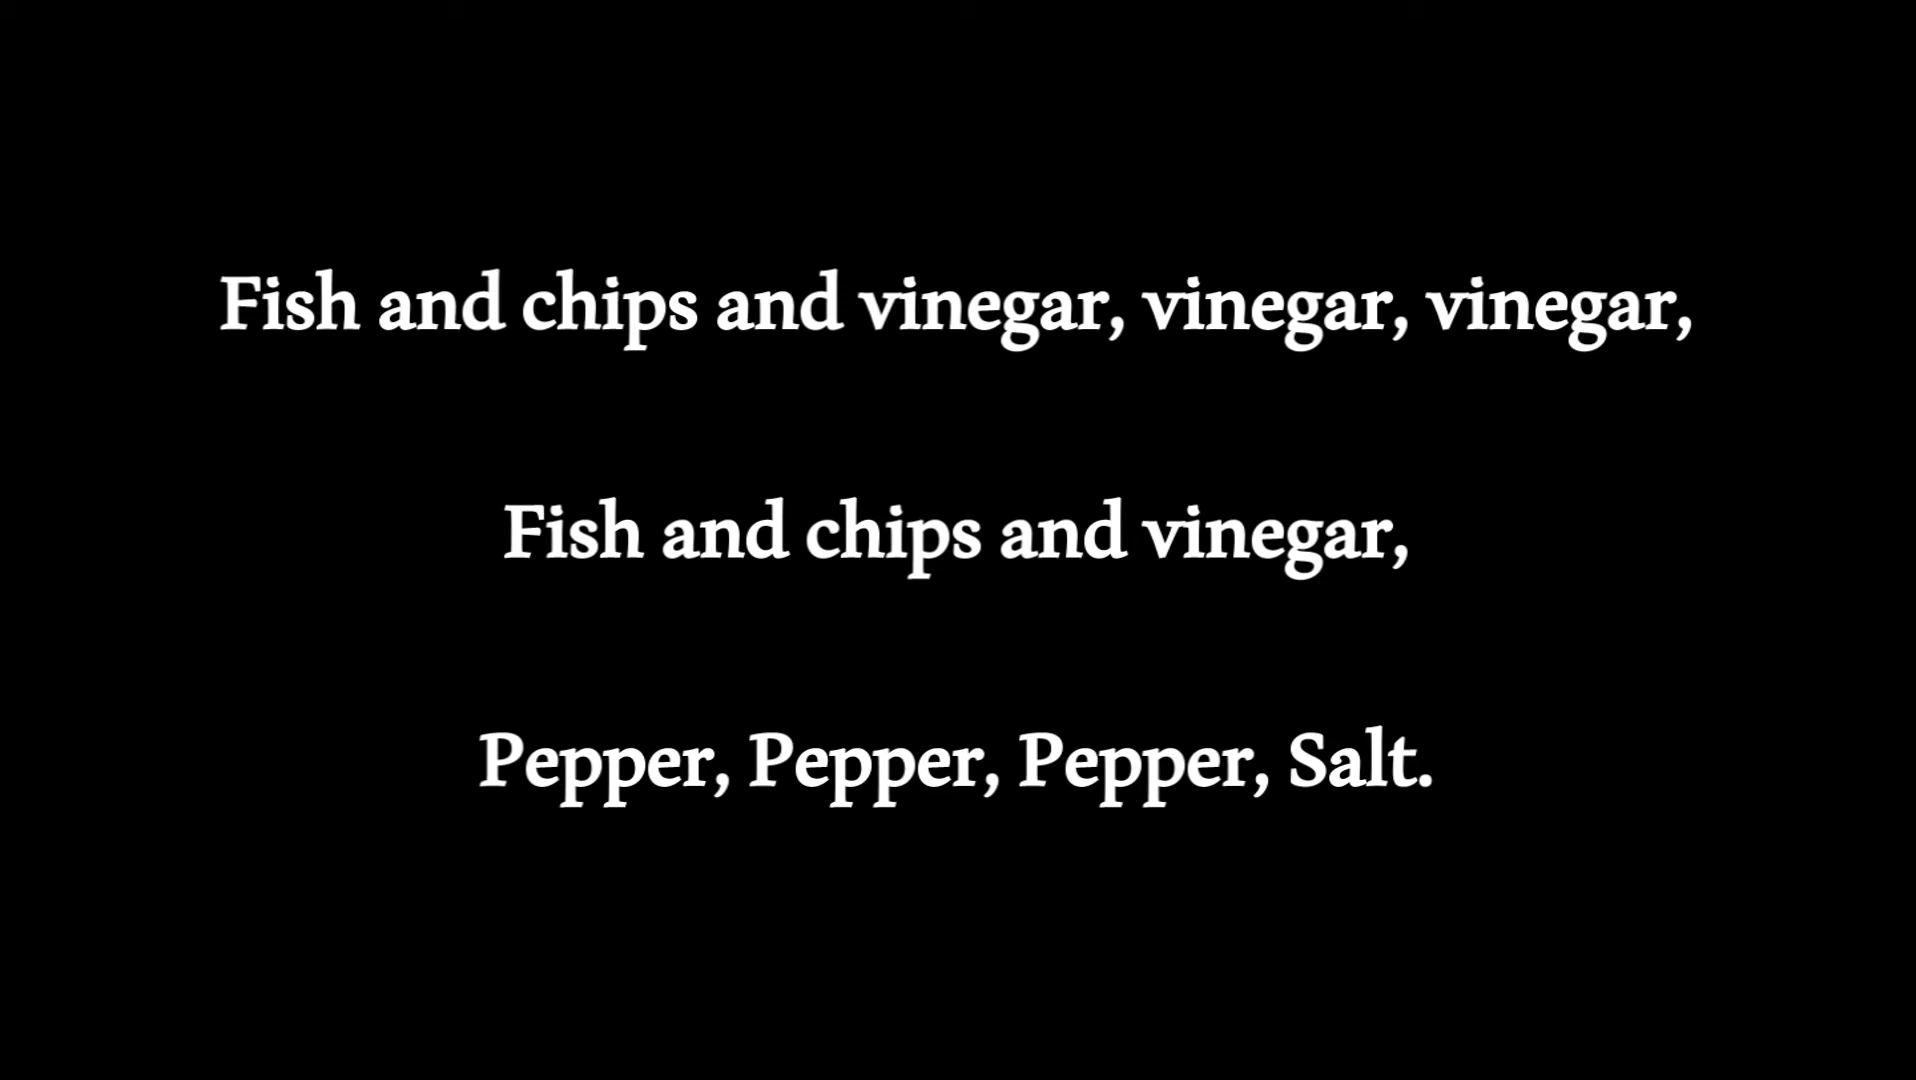 Fish and chips and vinegar, vinegar, vinegar,
Fish and chips and vinegar,
Pepper, Pepper, Pepper, Salt.